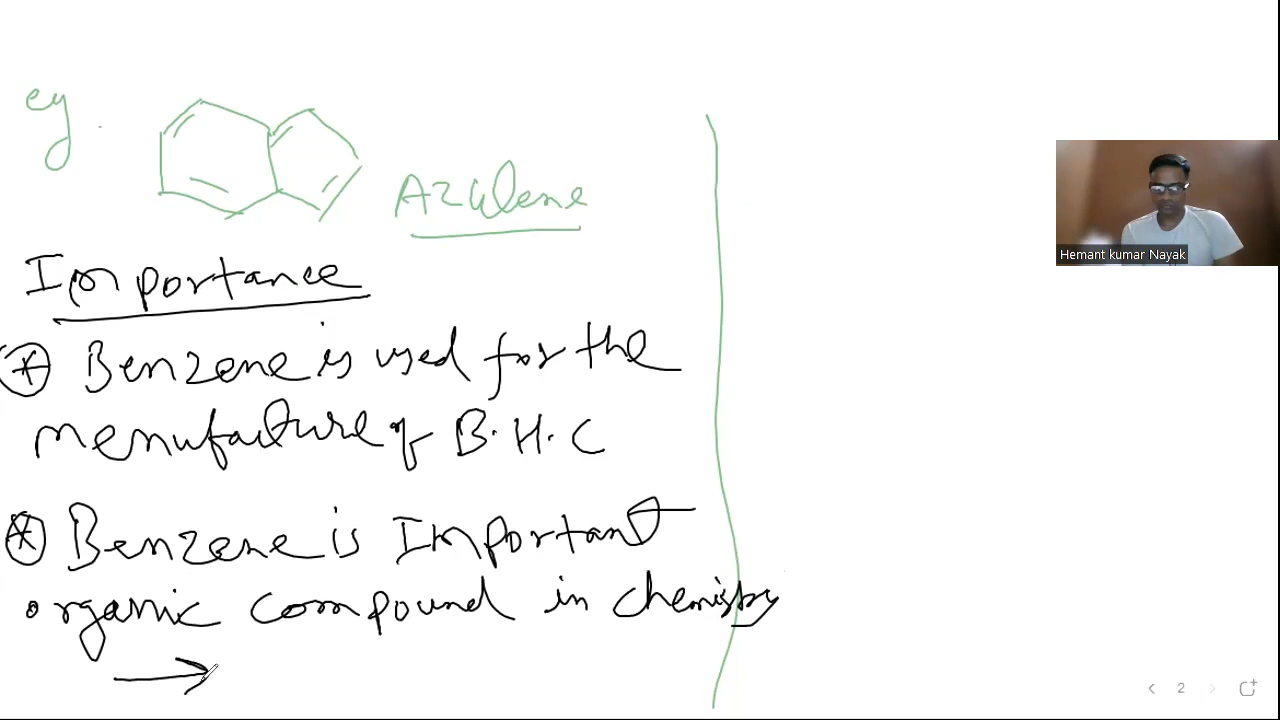 eg.
Azulene
Importance
* Benzene is used for the
menufacture of B.H.C
* Benzene is Important
organic compound in chemistry
→
Hemant kumar Nayak
2